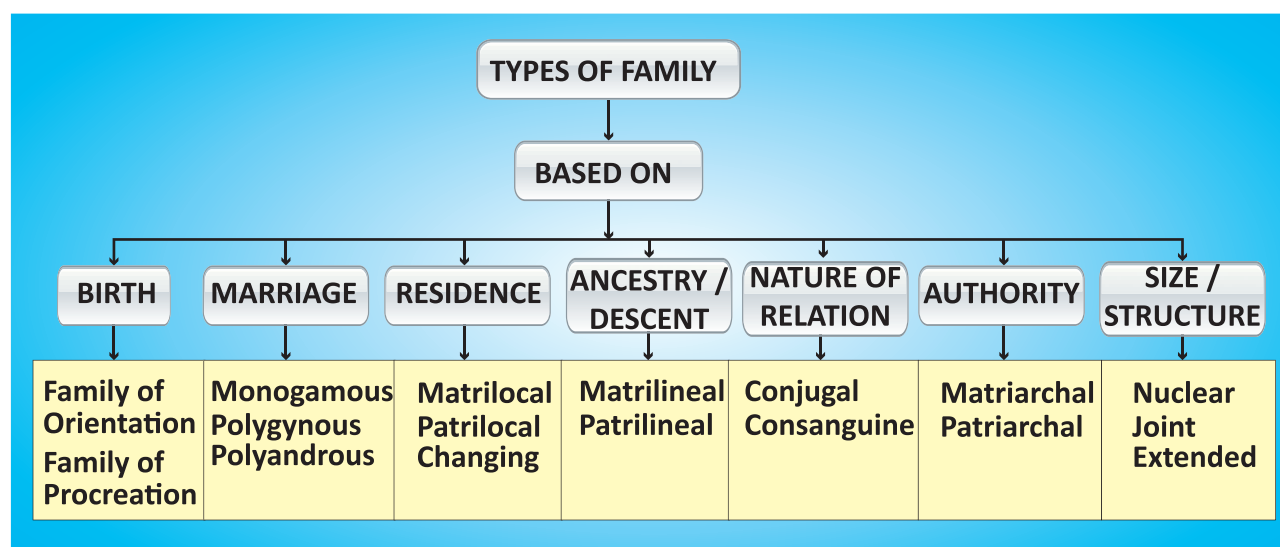 TYPES OF FAMILY
BASED ON
BIRTH
MARRIAGE
RESIDENCE
ANCESTRY /
DESCENT
NATURE OF
RELATION
AUTHORITY
SIZE /
STRUCTURE
Family of
Orientation
Family of
Procreation
Monogamous
Polygynous
Polyandrous
Matrilocal
Patrilocal
Changing
Matrilineal
Patrilineal
Conjugal
Consanguine
Matriarchal
Patriarchal
Nuclear
Joint
Extended